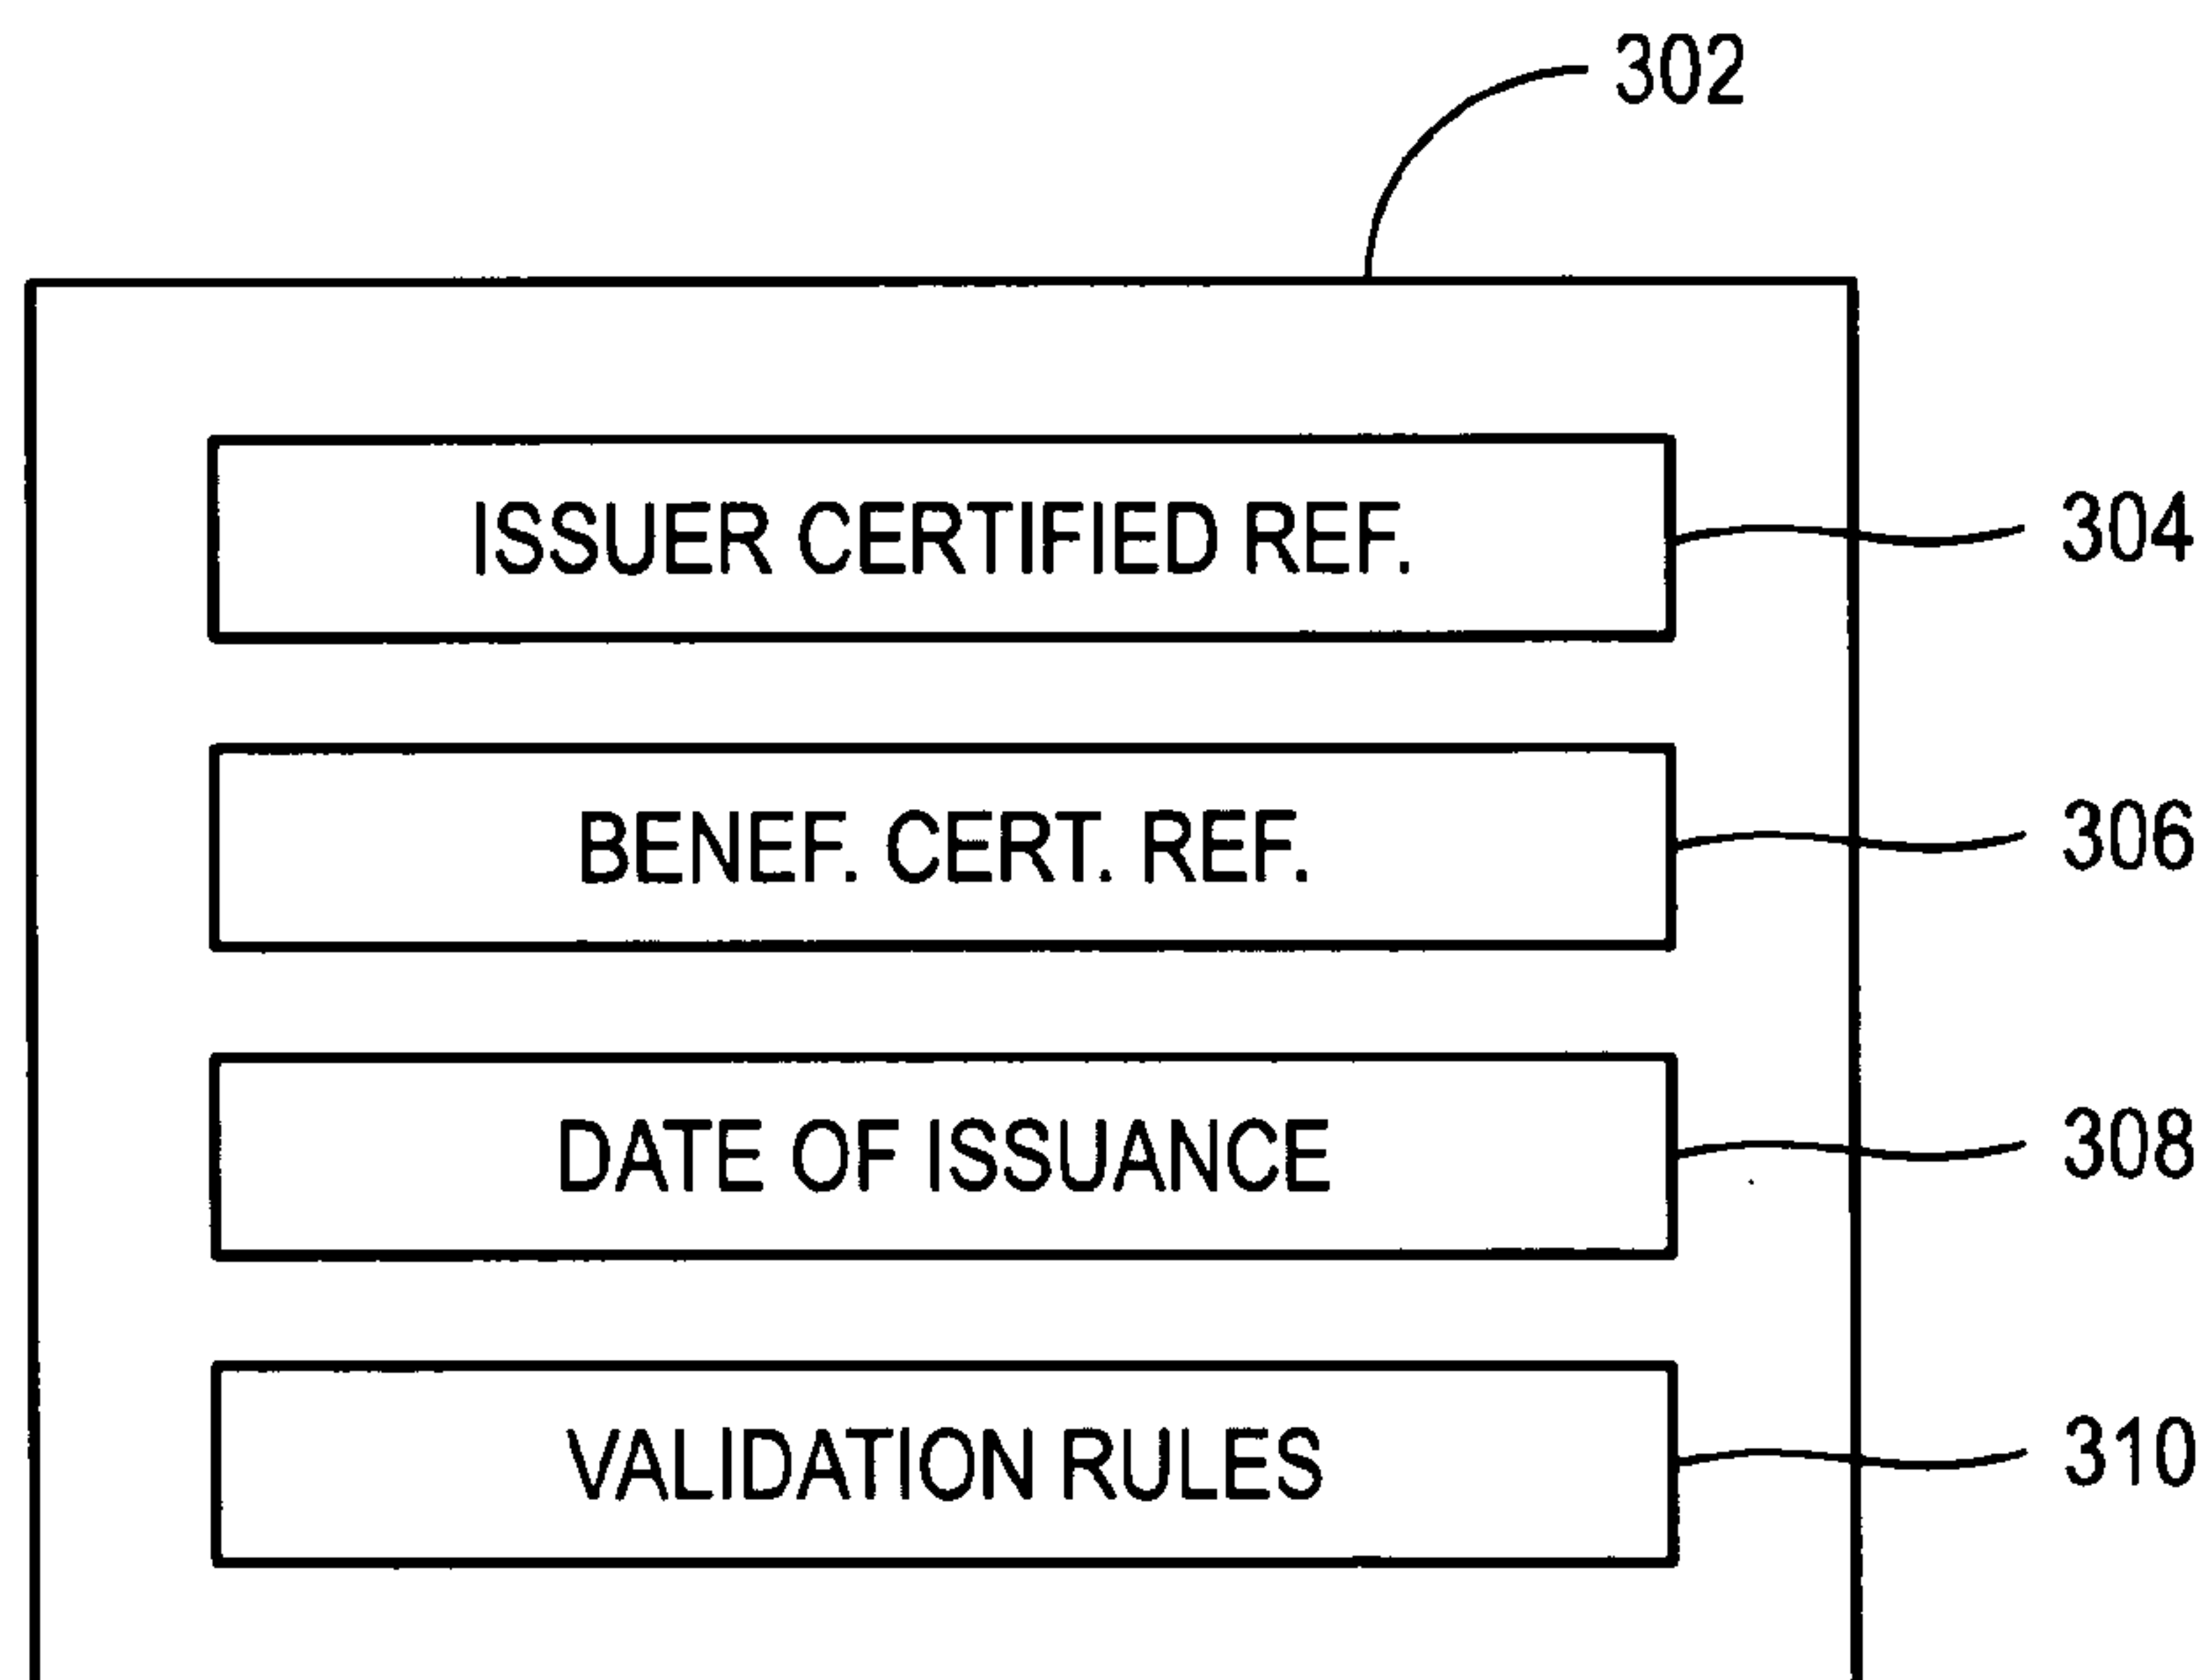 302
ISSUER CERTIFIED REF.
304
BENEF. CERT. REF.
306
DATE OF ISSUANCE
308
VALIDATION RULES
310